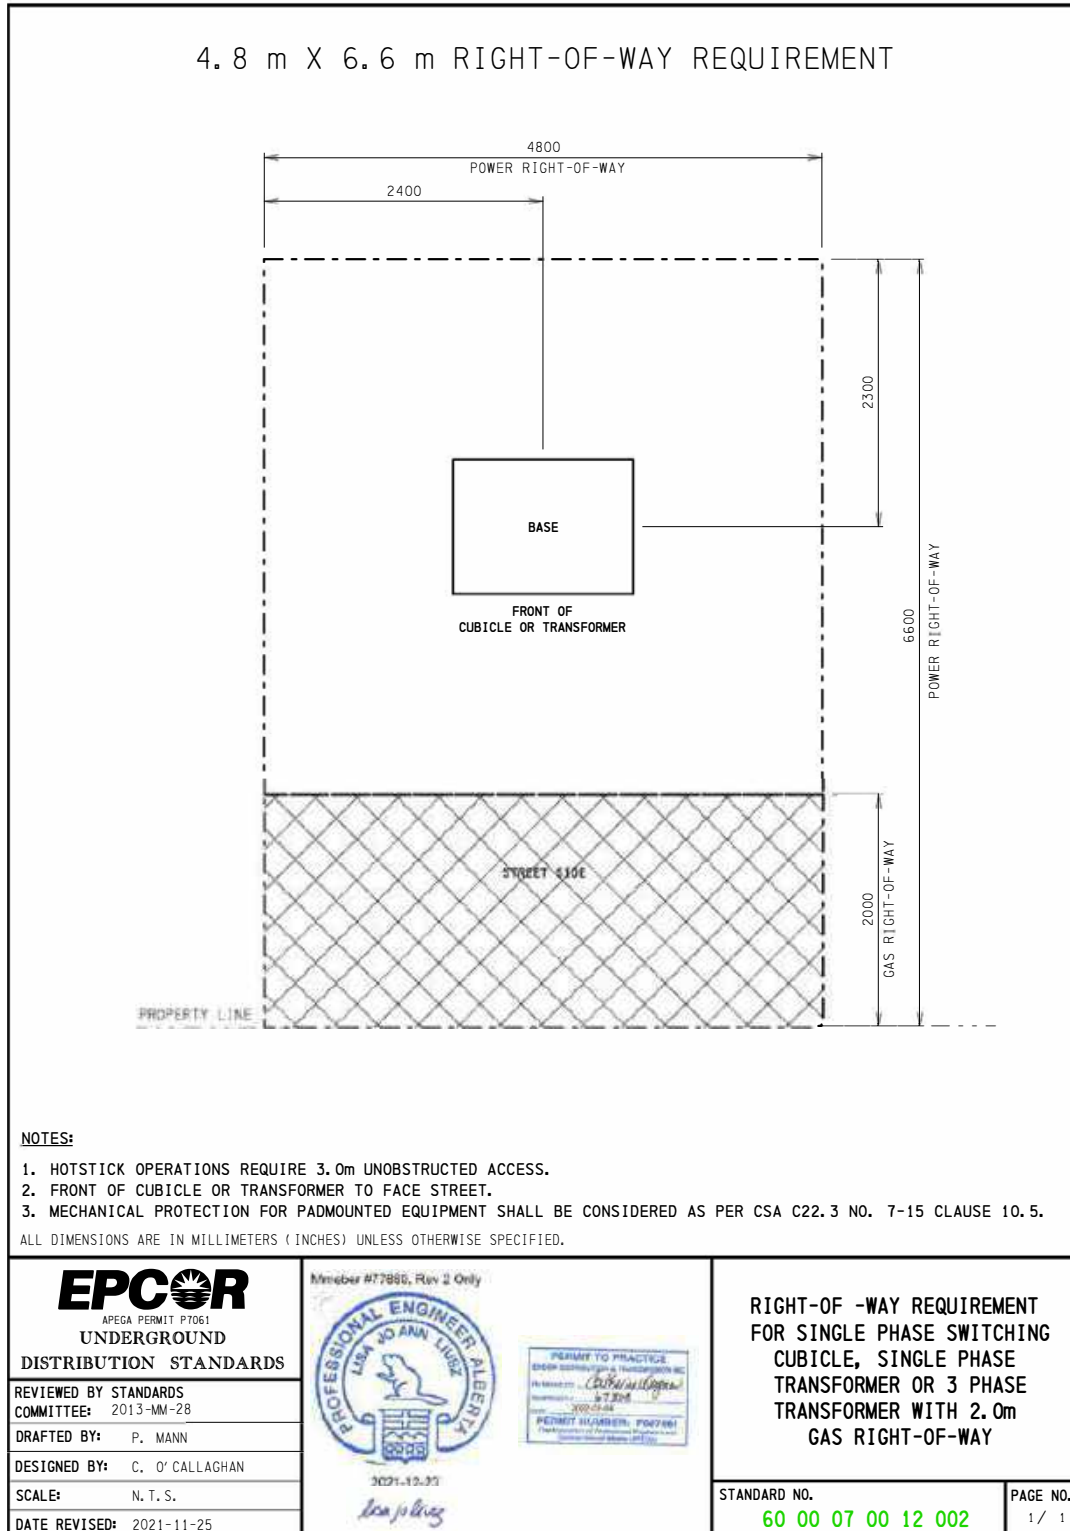 4.8 m X 6.6 m RIGHT-OF-WAY REQUIREMENT
4800
POWER RIGHT-OF-WAY
2400
2300
BASE
FRONT OF
CUBICLE OR TRANSFORMER
6600
POWER RIGHT-OF-WAY
STREET SIDE
2000
GAS RIGHT-OF-WAY
PROPERTY LINE
NOTES:
1. HOTSTICK OPERATIONS REQUIRE 3.0m UNOBSTRUCTED ACCESS.
2. FRONT OF CUBICLE OR TRANSFORMER TO FACE STREET.
3. MECHANICAL PROTECTION FOR PADMOUNTED EQUIPMENT SHALL BE CONSIDERED AS PER CSA C22.3 NO. 7-15 CLAUSE 10.5.
ALL DIMENSIONS ARE IN MILLIMETERS (INCHES) UNLESS OTHERWISE SPECIFIED.
EPCOR
APEGA PERMIT P7061
UNDERGROUND
DISTRIBUTION STANDARDS
REVIEWED BY STANDARDS
COMMITTEE: 2013-MM-28
DRAFTED BY: P. MANN
DESIGNED BY: C. O'CALLAGHAN
SCALE: N.T.S.
DATE REVISED: 2021-11-25
Rev 2 Only
PROFESSIONAL ENGINEER ALBERTA
LISA JO ANN LIUSZ
2021-12-23
PERMIT TO PRACTICE
PERMIT NUMBER:
RIGHT-OF -WAY REQUIREMENT
FOR SINGLE PHASE SWITCHING
CUBICLE, SINGLE PHASE
TRANSFORMER OR 3 PHASE
TRANSFORMER WITH 2.0m
GAS RIGHT-OF-WAY
STANDARD NO.
60 00 07 00 12 002
PAGE NO.
1/ 1